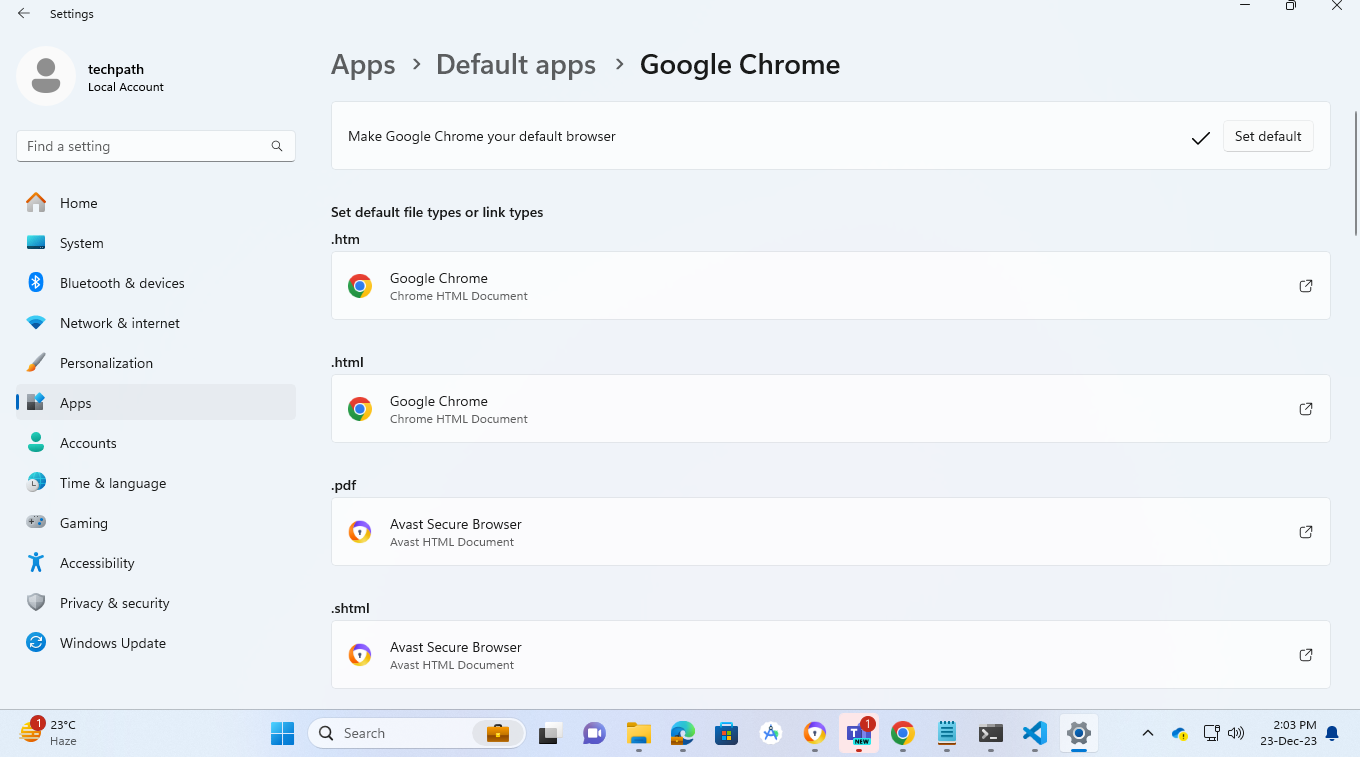 Settings
techpath
Local Account
Find a setting
Home
System
Bluetooth & devices
Network & internet
Personalization
Apps
Accounts
Time & language
Gaming
Accessibility
Privacy & security
Windows Update
Apps > Default apps > Google Chrome
Make Google Chrome your default browser
Set default
Set default file types or link types
.htm
Google Chrome
Chrome HTML Document
.html
Google Chrome
Chrome HTML Document
.pdf
Avast Secure Browser
Avast HTML Document
.shtml
Avast Secure Browser
Avast HTML Document
1
23°C
Haze
Search
1
NEW
2:03 PM
23-Dec-23